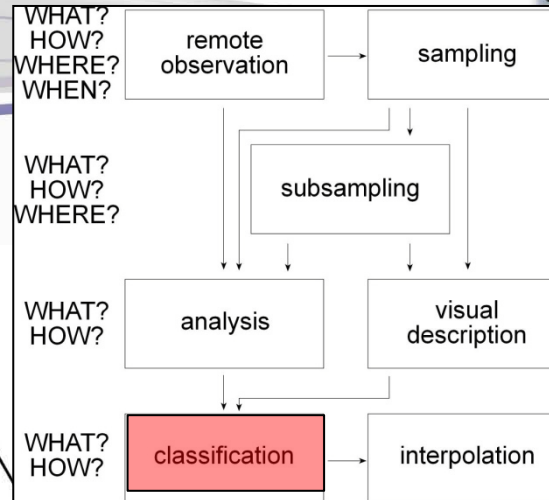 WHAT?
HOW?
WHERE?
WHEN?
remote
observation
sampling
WHAT?
HOW?
WHERE?
subsampling
WHAT?
HOW?
analysis
visual
description
WHAT?
HOW?
classification
interpolation